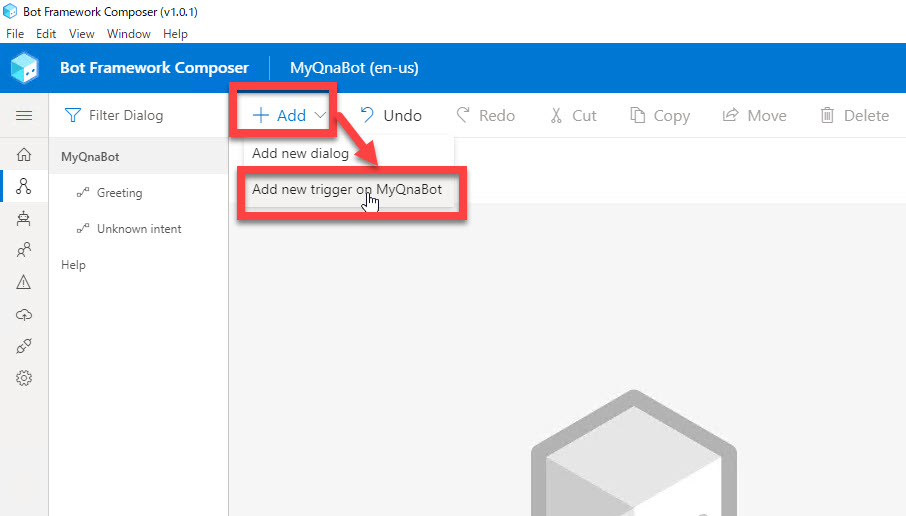 Bot Framework Composer (v1.0.1)
File Edit View Window Help
Bot Framework Composer MyQnaBot (en-us)
Filter Dialog + Add Undo Redo Cut Copy Move Delete
Add new dialog
MyQnaBot
Add new trigger on MyQnaBot
Greeting
Unknown intent
Help